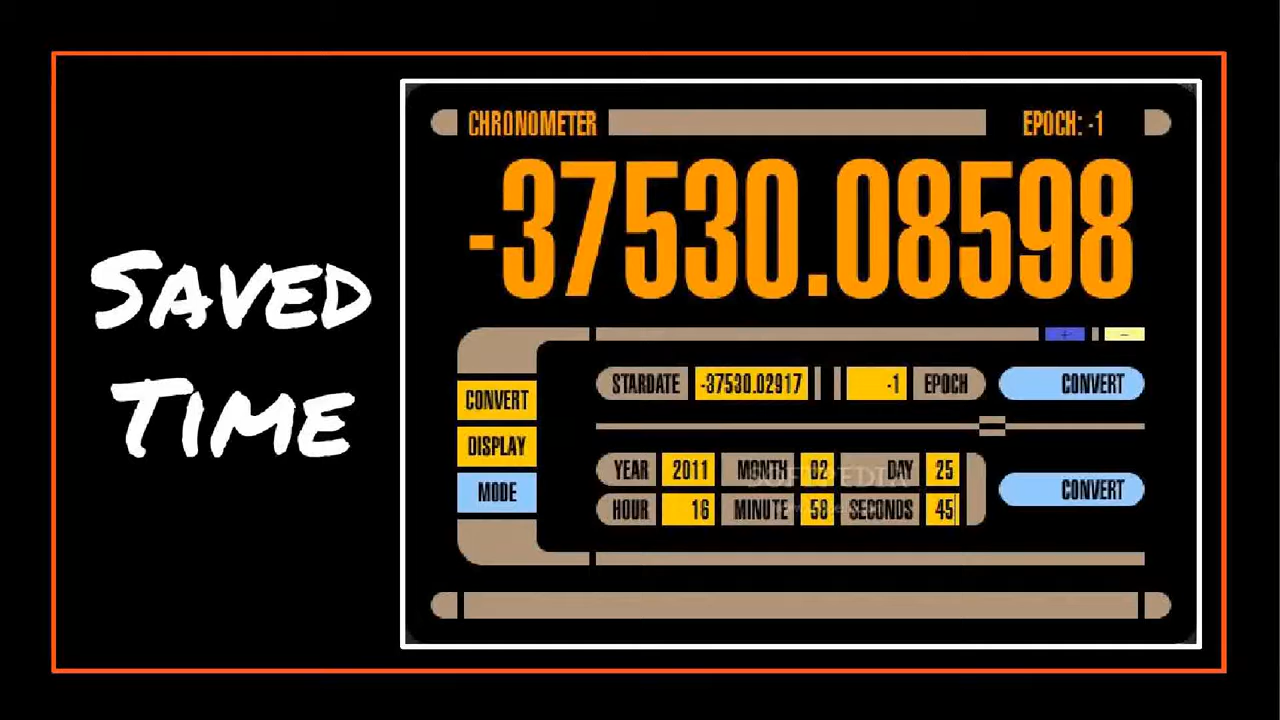 SAVED
TIME
CHRONOMETER EPOCH: -1
-37530.08598
+ -
STARDATE -37530.02917 -1 EPOCH CONVERT
CONVERT
DISPLAY
MODE
YEAR 2011 MONTH 02 DAY 25
HOUR 16 MINUTE 58 SECONDS 45
CONVERT
SOFTPEDIA